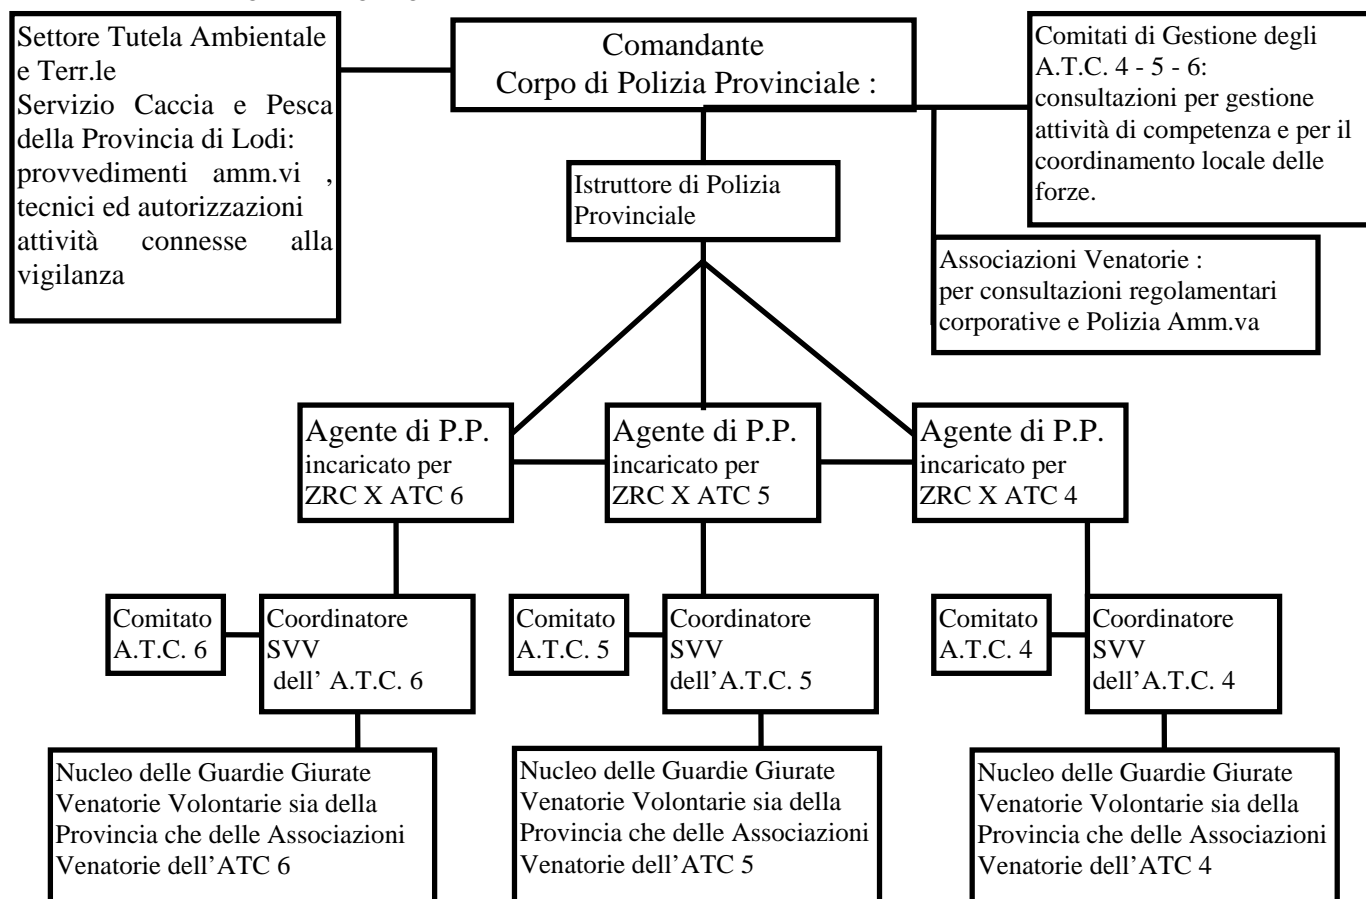 Settore Tutela Ambientale
e Terr.le
Servizio Caccia e Pesca
della Provincia di Lodi:
provvedimenti amm.vi ,
tecnici ed autorizzazioni
attività connesse alla
vigilanza
Comandante
Corpo di Polizia Provinciale :
Comitati di Gestione degli
A.T.C. 4 - 5 - 6:
consultazioni per gestione
attività di competenza e per il
coordinamento locale delle
forze.
Istruttore di Polizia
Provinciale
Associazioni Venatorie :
per consultazioni regolamentari
corporative e Polizia Amm.va
Agente di P.P.
incaricato per
ZRC X ATC 6
Agente di P.P.
incaricato per
ZRC X ATC 5
Agente di P.P.
incaricato per
ZRC X ATC 4
Comitato
A.T.C. 6
Coordinatore
SVV
dell' A.T.C. 6
Comitato
A.T.C. 5
Coordinatore
SVV
dell'A.T.C. 5
Comitato
A.T.C. 4
Coordinatore
SVV
dell'A.T.C. 4
Nucleo delle Guardie Giurate
Venatorie Volontarie sia della
Provincia che delle Associazioni
Venatorie dell'ATC 6
Nucleo delle Guardie Giurate
Venatorie Volontarie sia della
Provincia che delle Associazioni
Venatorie dell'ATC 5
Nucleo delle Guardie Giurate
Venatorie Volontarie sia della
Provincia che delle Associazioni
Venatorie dell'ATC 4